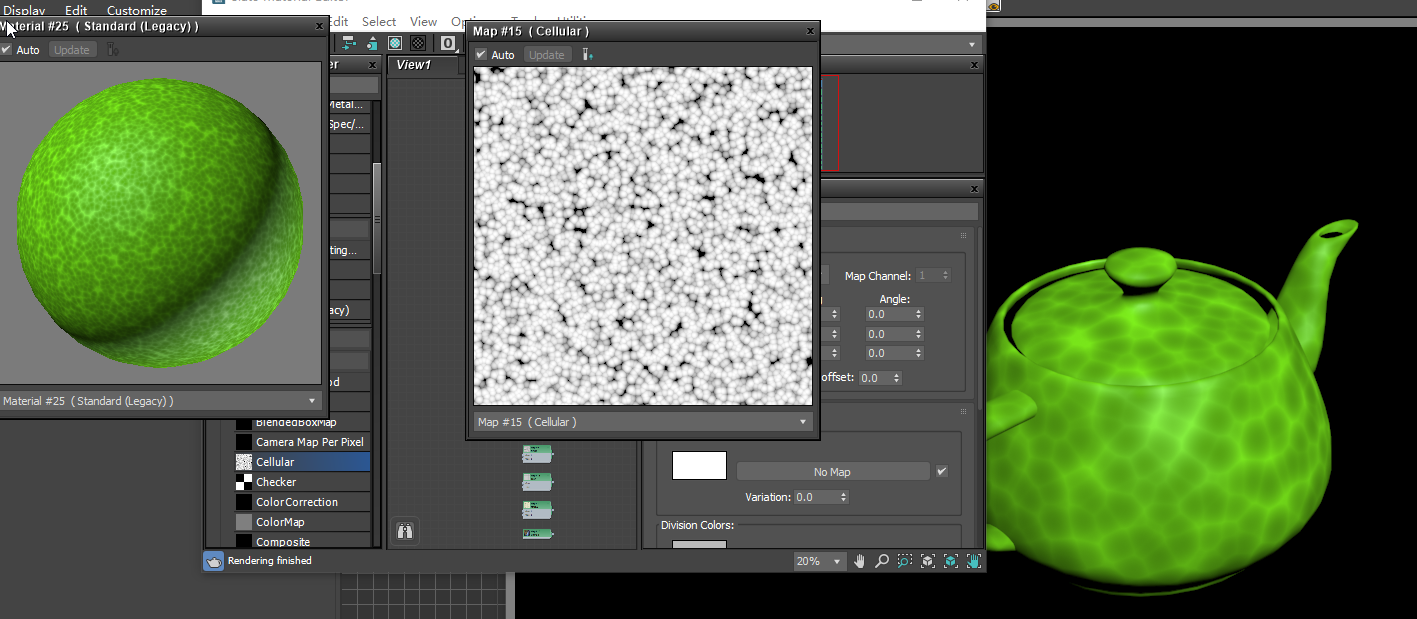 Display Edit Customize
Material #25 ( Standard (Legacy) )
Auto Update
Material #25 ( Standard (Legacy) )
Edit Select View
View1
Map #15 ( Cellular )
Auto Update
Map #15 ( Cellular )
Metal...
Spec/...
ting...
acy)
od
BlendedBoxMap
Camera Map Per Pixel
Cellular
Checker
ColorCorrection
ColorMap
Composite
Rendering finished
Map Channel: 1
Angle:
0.0
0.0
0.0
offset: 0.0
No Map
Variation: 0.0
Division Colors:
20%